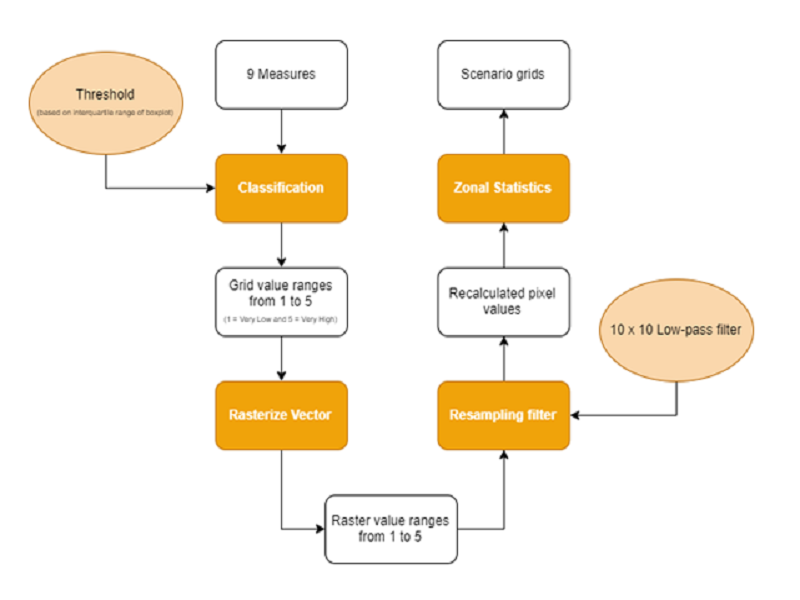 9 Measures
Scenario grids
Threshold
(based on interquartile range of boxplot)
Classification
Zonal Statistics
Grid value ranges
from 1 to 5
(1 = Very Low and 5 = Very High)
Recalculated pixel
values
10 x 10 Low-pass filter
Rasterize Vector
Resampling filter
Raster value ranges
from 1 to 5